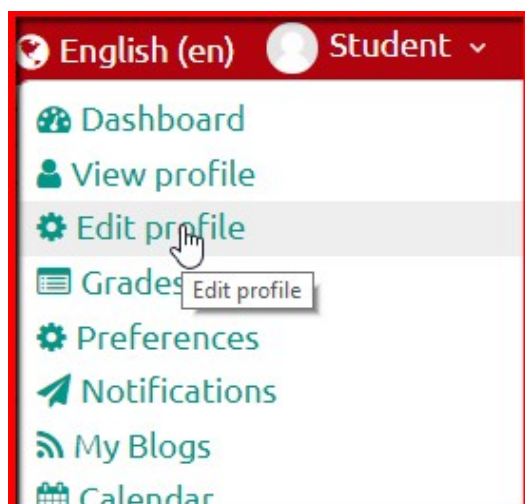 English (en) Student
Dashboard
View profile
Edit profile
Grades
Edit profile
Preferences
Notifications
My Blogs
Calendar